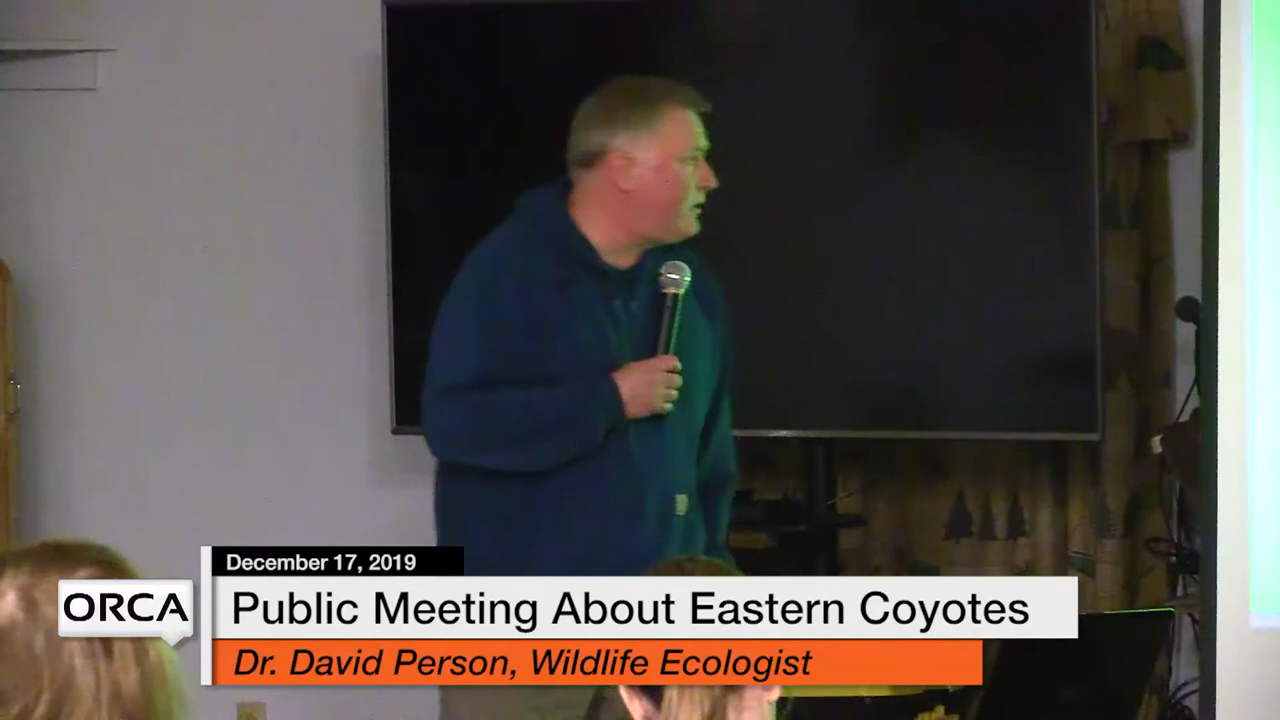 December 17, 2019
ORCA
Public Meeting About Eastern Coyotes
Dr. David Person, Wildlife Ecologist